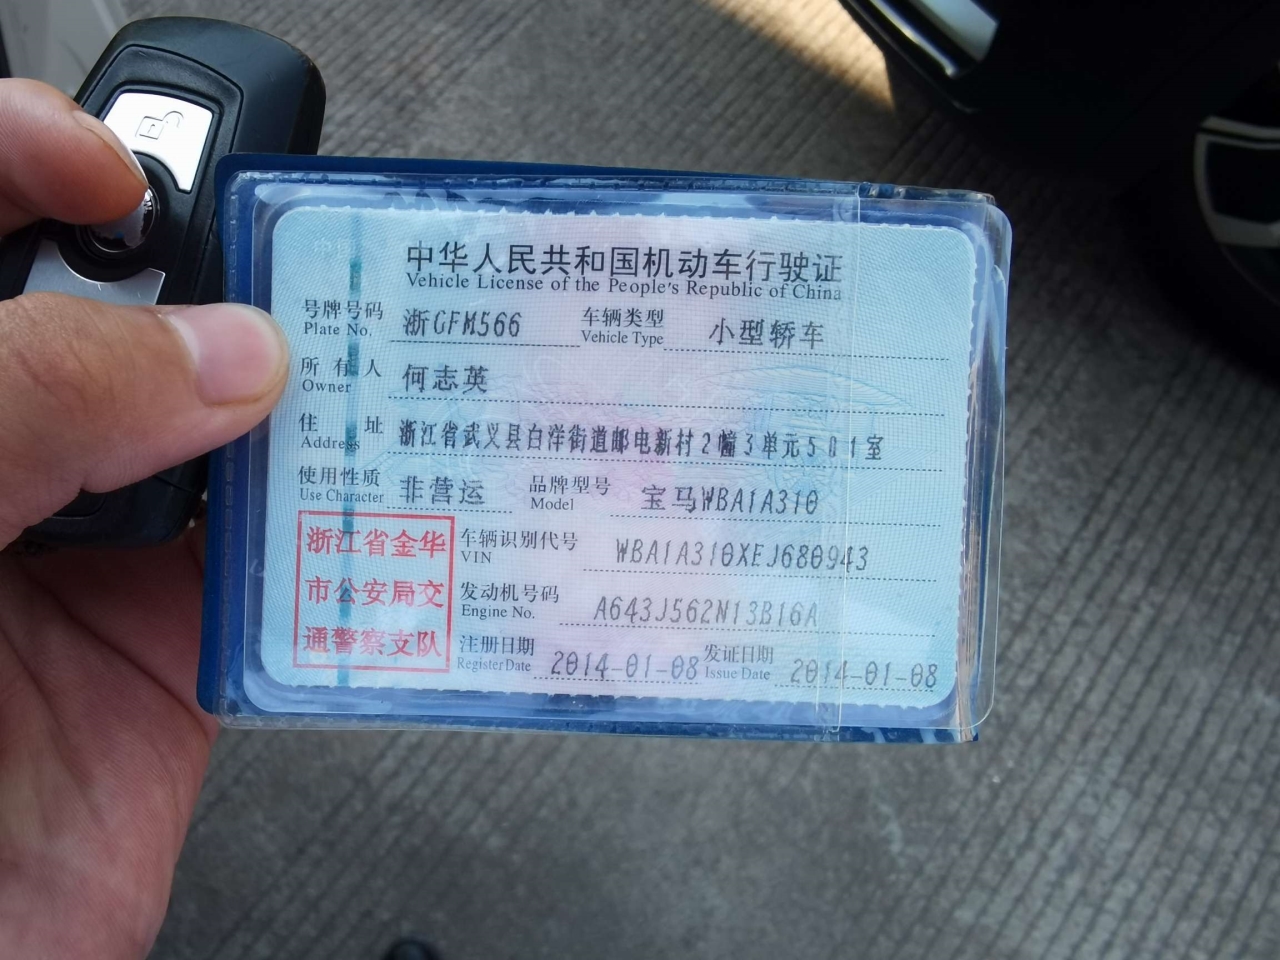 中华人民共和国机动车行驶证
Vehicle License of the People's Republic of China
号牌号码 浙GFM566 车辆类型 小型轿车
Plate No. Vehicle Type
所有人 何志英
Owner
住址 浙江省武义县白洋街道邮电新村2幢3单元501室
Address
使用性质 非营运 品牌型号 宝马WBA1A310
Use Character Model
浙江省金华
市公安局交
通警察支队
车辆识别代号 WBA1A310XEJ680943
VIN
发动机号码 A643J562N13B16A
Engine No.
注册日期 2014-01-08 发证日期 2014-01-08
Register Date Issue Date